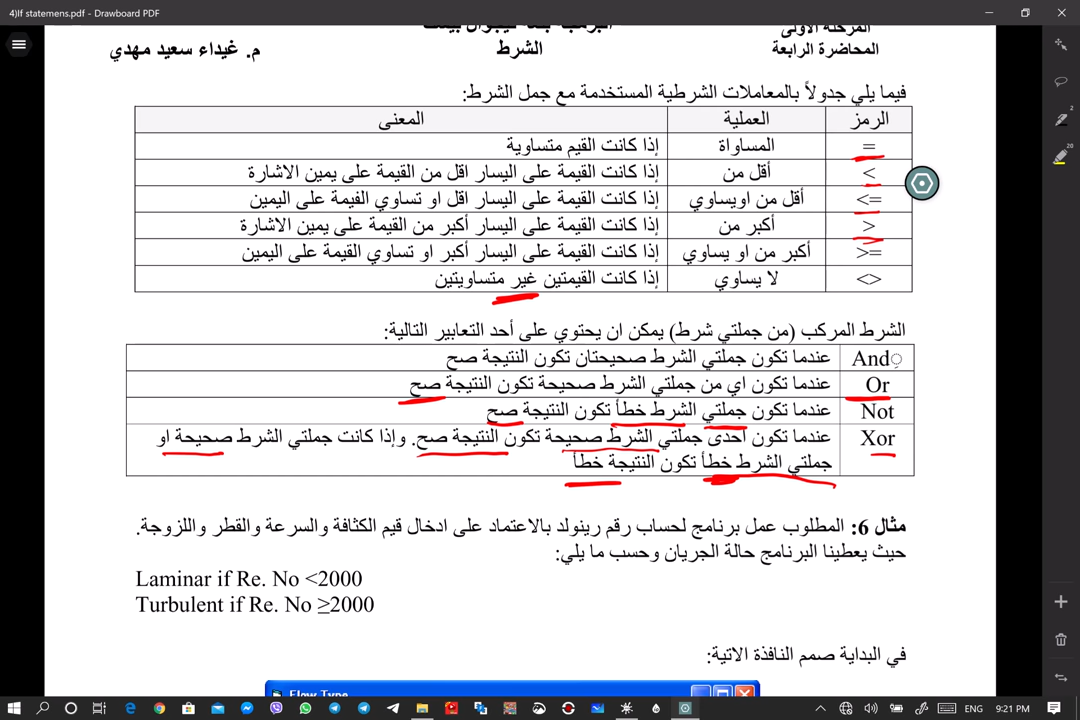 4)If statemens.pdf - Drawboard PDF
المرحلة الاولى
المحاضرة الرابعة
الشرط
م. غيداء سعيد مهدي
فيما يلي جدولاً بالمعاملات الشرطية المستخدمة مع جمل الشرط:
الرمز العملية المعنى
= المساواة إذا كانت القيم متساوية
< أقل من إذا كانت القيمة على اليسار اقل من القيمة على يمين الاشارة
<= أقل من اويساوي إذا كانت القيمة على اليسار اقل او تساوي القيمة على اليمين
> أكبر من إذا كانت القيمة على اليسار أكبر من القيمة على يمين الاشارة
>= أكبر من او يساوي إذا كانت القيمة على اليسار أكبر او تساوي القيمة على اليمين
<> لا يساوي إذا كانت القيمتين غير متساويتين
الشرط المركب (من جملتي شرط) يمكن ان يحتوي على أحد التعابير التالية:
And عندما تكون جملتي الشرط صحيحتان تكون النتيجة صح
Or عندما تكون اي من جملتي الشرط صحيحة تكون النتيجة صح
Not عندما تكون جملتي الشرط خطأ تكون النتيجة صح
Xor عندما تكون احدى جملتي الشرط صحيحة تكون النتيجة صح. وإذا كانت جملتي الشرط صحيحة او
جملتي الشرط خطأ تكون النتيجة خطأ
مثال 6: المطلوب عمل برنامج لحساب رقم رينولد بالاعتماد على ادخال قيم الكثافة والسرعة والقطر واللزوجة.
حيث يعطينا البرنامج حالة الجريان وحسب ما يلي:
Laminar if Re. No <2000
Turbulent if Re. No ≥2000
في البداية صمم النافذة الاتية:
Flow Type
ENG 9:21 PM